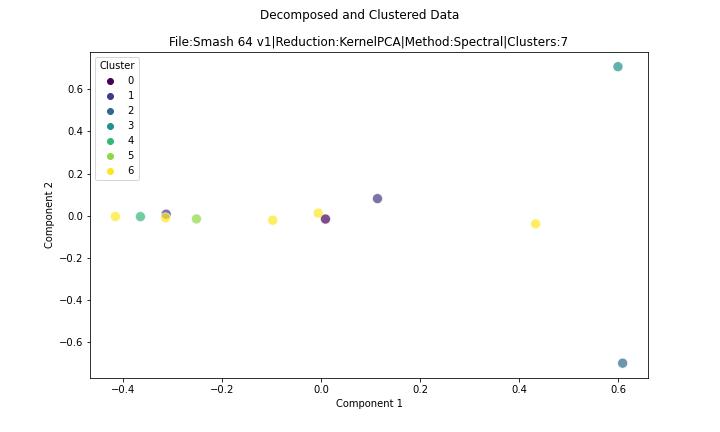 Decomposed and Clustered Data
File:Smash 64 v1|Reduction:KernelPCA|Method:Spectral|Clusters:7
Cluster
0
1
2
3
4
5
6
0.6
0.4
0.2
0.0
−0.2
−0.4
−0.6
Component 2
−0.4 −0.2 0.0 0.2 0.4 0.6
Component 1